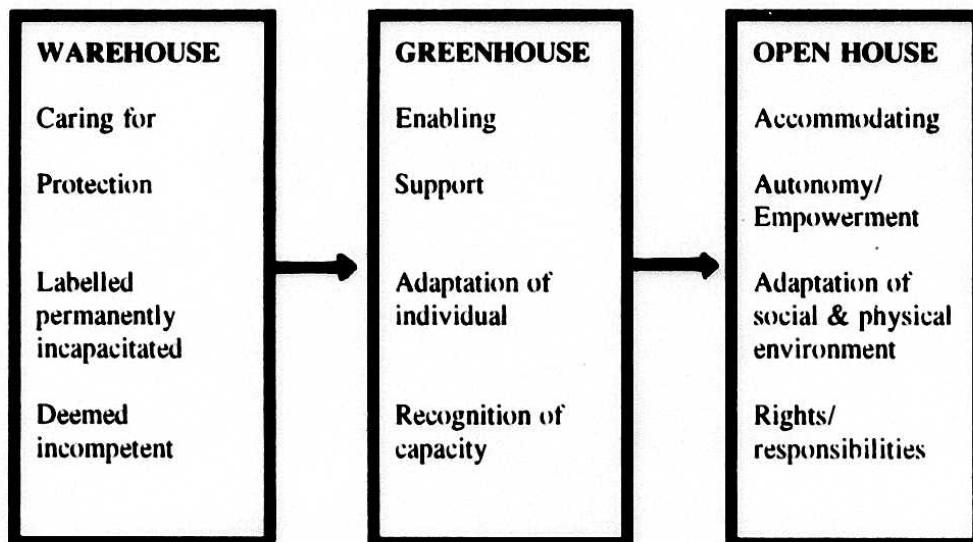 WAREHOUSE
Caring for
Protection
Labelled
permanently
incapacitated
Deemed
incompetent
GREENHOUSE
Enabling
Support
Adaptation of
individual
Recognition of
capacity
OPEN HOUSE
Accommodating
Autonomy/
Empowerment
Adaptation of
social & physical
environment
Rights/
responsibilities